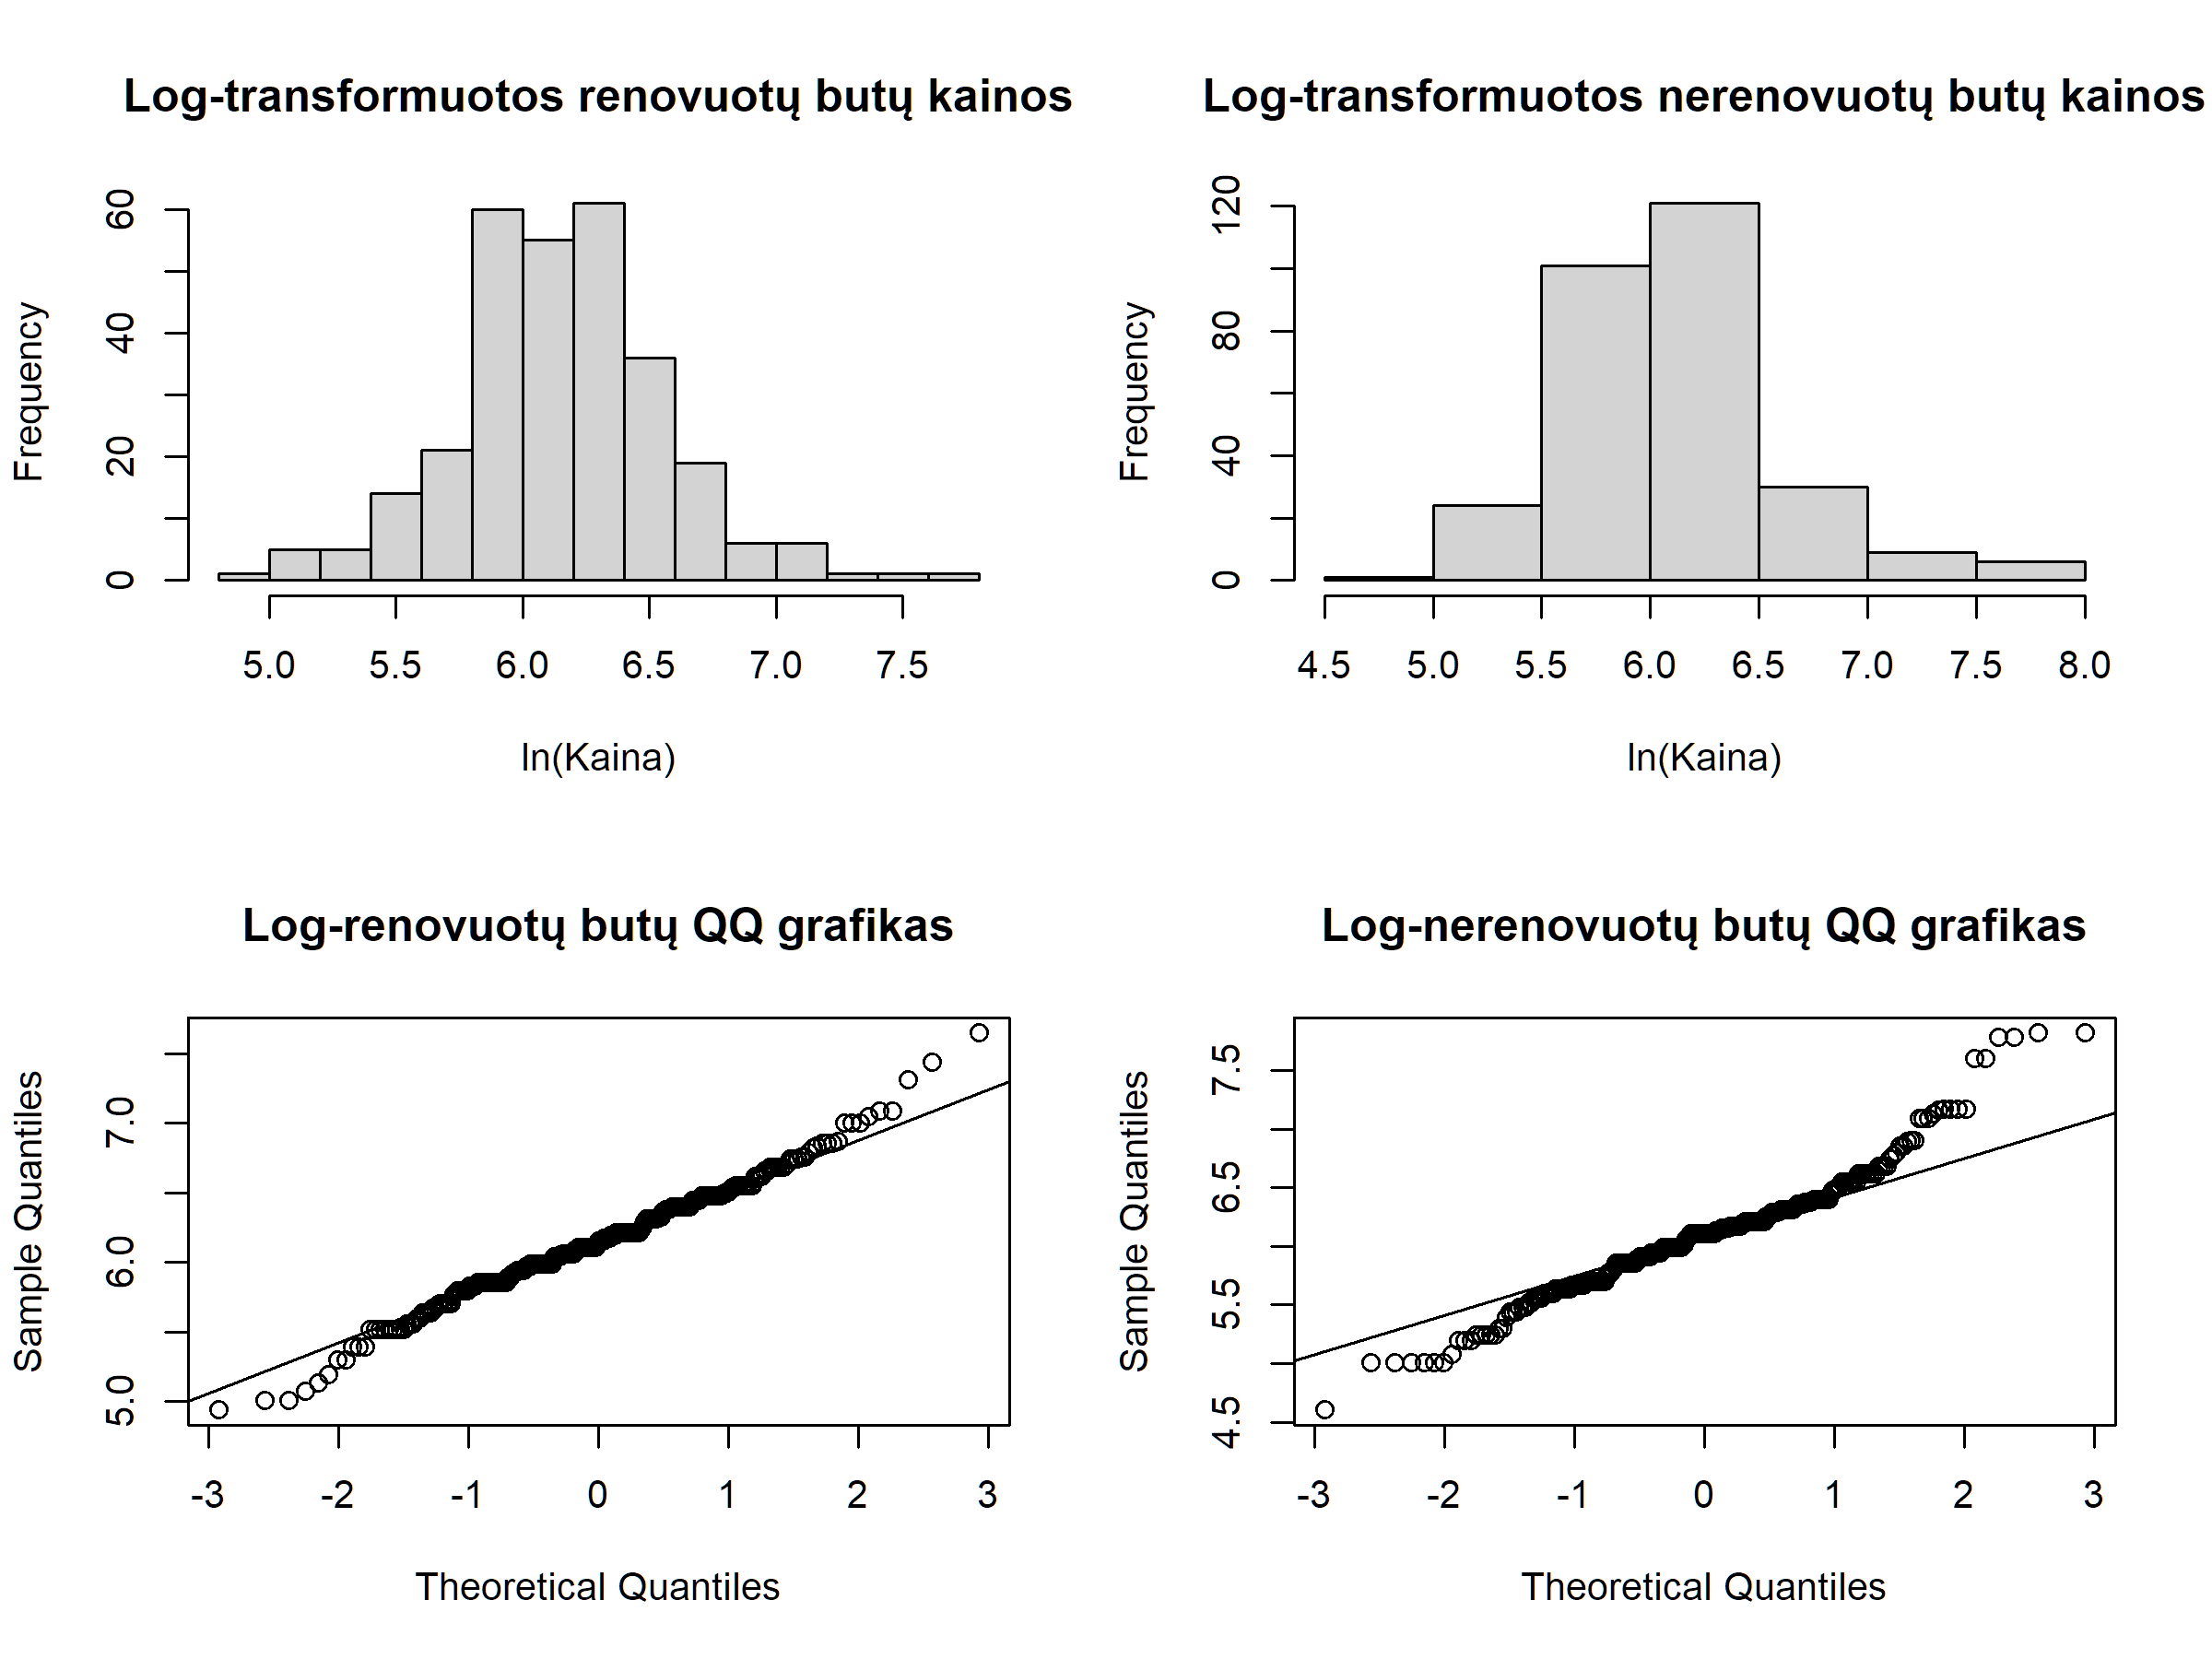 Log-transformuotos renovuotų butų kainos
Frequency
0 20 40 60
5.0 5.5 6.0 6.5 7.0 7.5
ln(Kaina)
Log-transformuotos nerenovuotų butų kainos
Frequency
0 40 80 120
4.5 5.0 5.5 6.0 6.5 7.0 7.5 8.0
ln(Kaina)
Log-renovuotų butų QQ grafikas
Sample Quantiles
5.0 6.0 7.0
-3 -2 -1 0 1 2 3
Theoretical Quantiles
Log-nerenovuotų butų QQ grafikas
Sample Quantiles
4.5 5.5 6.5 7.5
-3 -2 -1 0 1 2 3
Theoretical Quantiles